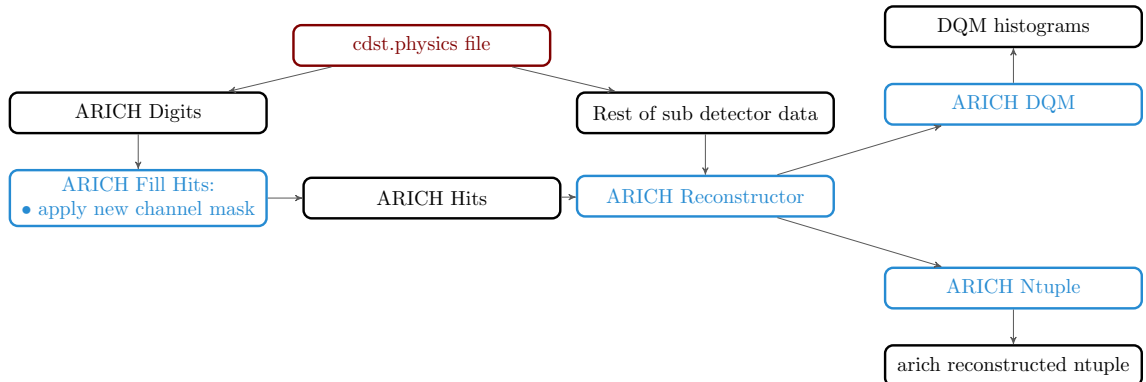 DQM histograms
cdst.physics file
ARICH Digits
Rest of sub detector data
ARICH DQM
ARICH Fill Hits:
• apply new channel mask
ARICH Hits
ARICH Reconstructor
ARICH Ntuple
arich reconstructed ntuple